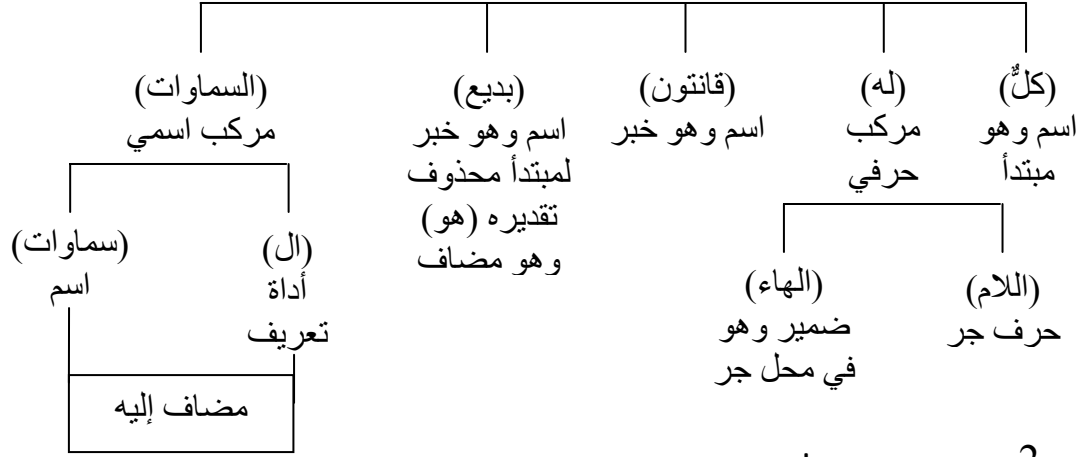 (كلٌّ)
اسم وهو
مبتدأ
(له)
مركب
حرفي
(قانتون)
اسم وهو خبر
(بديع)
اسم وهو خبر
لمبتدأ محذوف
تقديره (هو)
وهو مضاف
(السماوات)
مركب اسمي
(اللام)
حرف جر
(الهاء)
ضمير وهو
في محل جر
(ال)
أداة
تعريف
(سماوات)
اسم
مضاف إليه